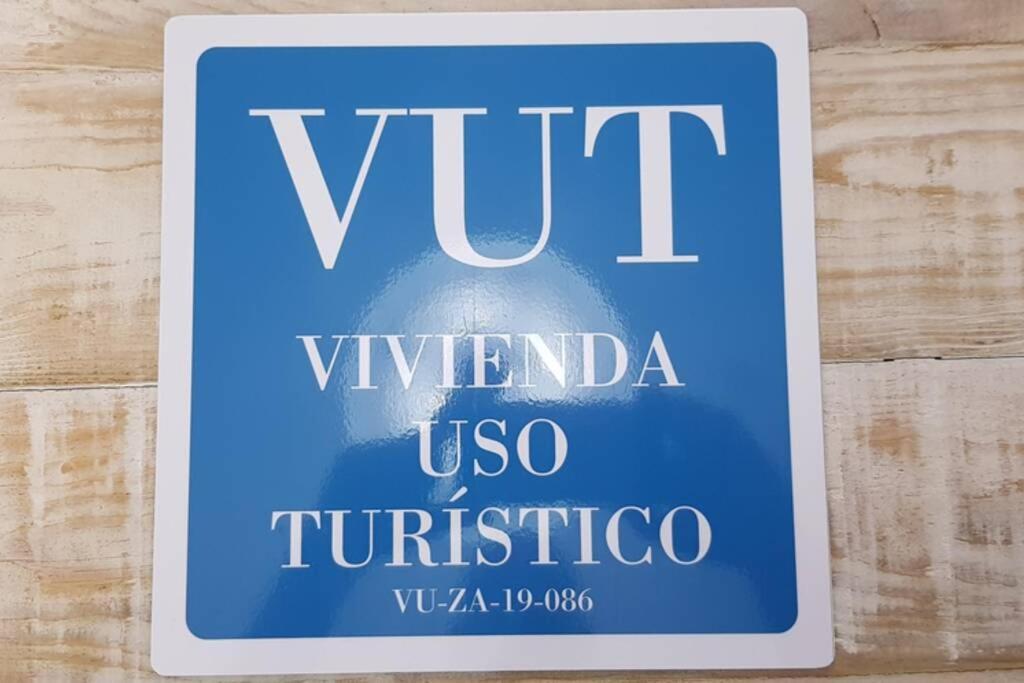 VUT
VIVIENDA
USO
TURÍSTICO
VU-ZA-19-086